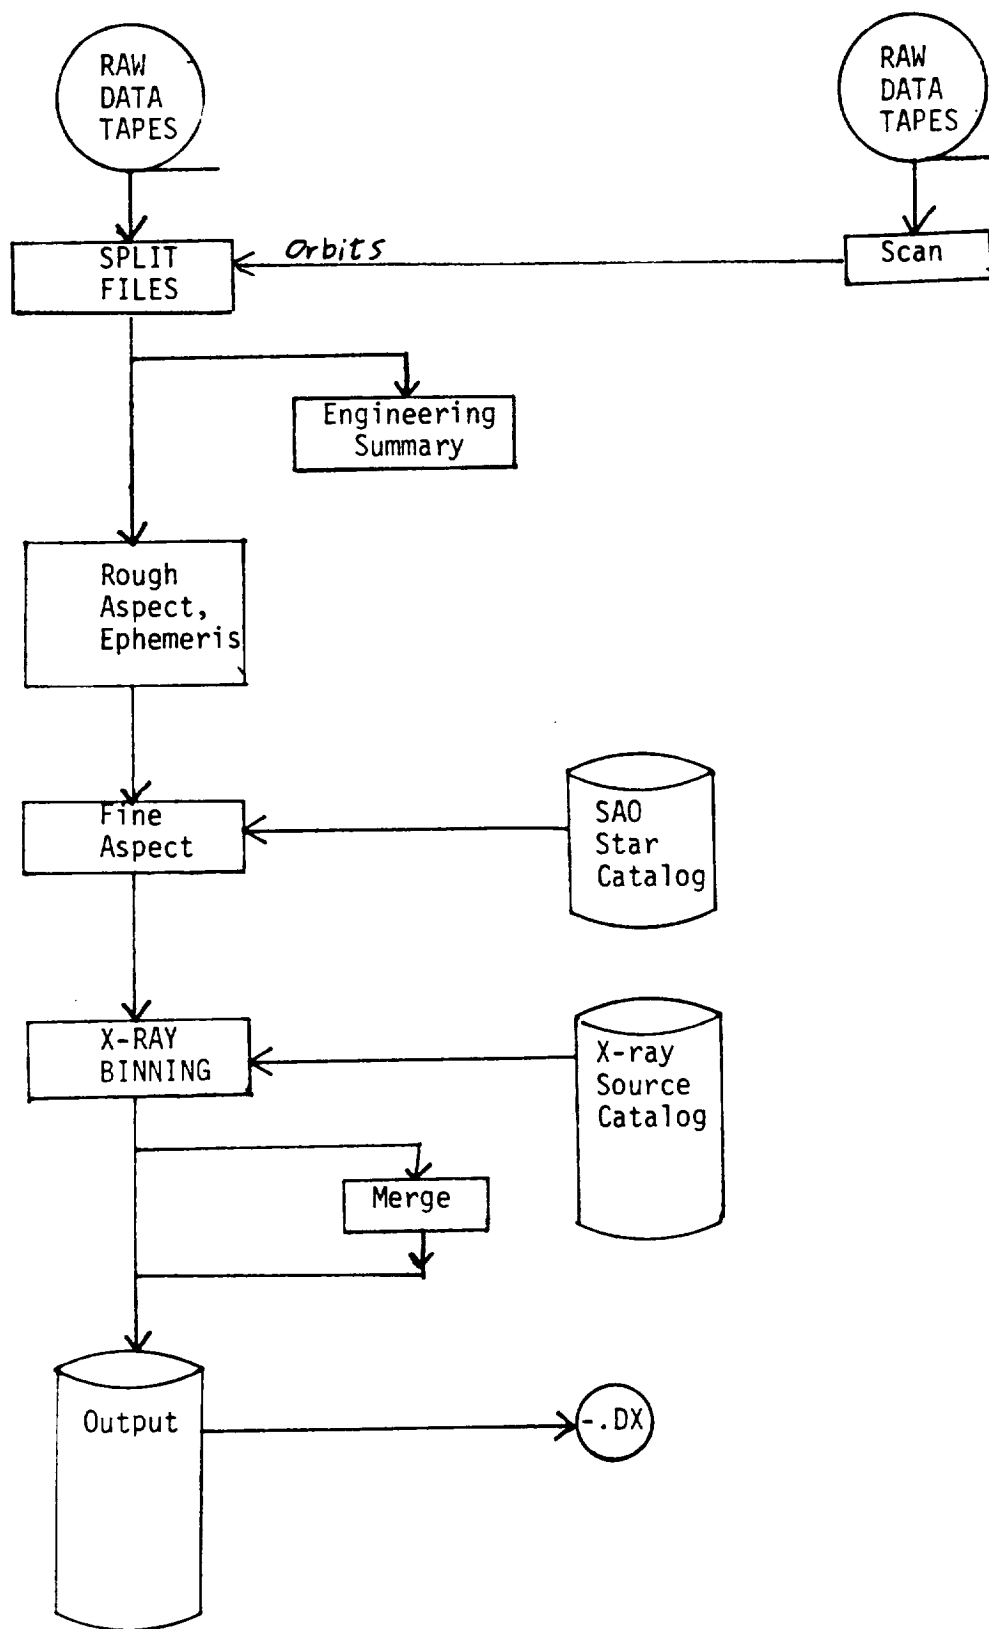 RAW
DATA
TAPES
RAW
DATA
TAPES
SPLIT
FILES
Orbits
Scan
Engineering
Summary
Rough
Aspect,
Ephemeris
Fine
Aspect
SAO
Star
Catalog
X-RAY
BINNING
X-ray
Source
Catalog
Merge
Output
-.DX